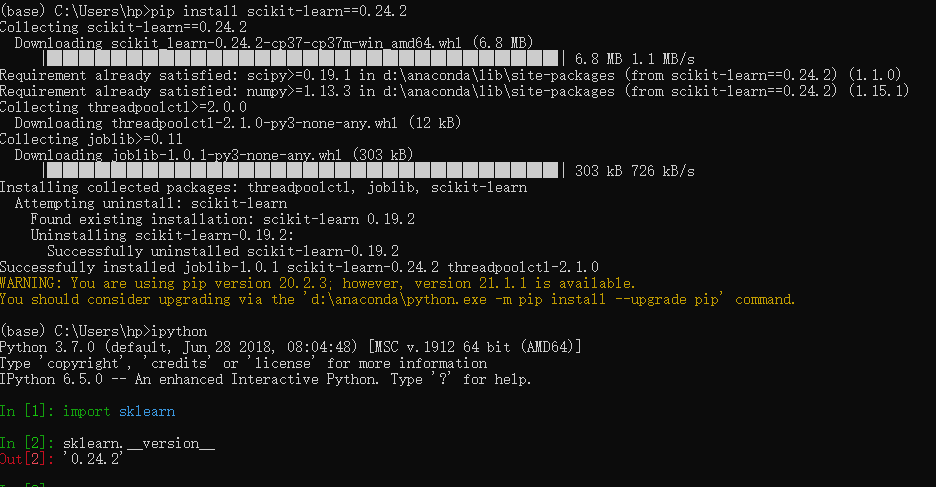 (base) C:\Users\hp>pip install scikit-learn==0.24.2
Collecting scikit-learn==0.24.2
Downloading scikit_learn-0.24.2-cp37-cp37m-win_amd64.whl (6.8 MB)
|████████████████████████████████| 6.8 MB 1.1 MB/s
Requirement already satisfied: scipy>=0.19.1 in d:\anaconda\lib\site-packages (from scikit-learn==0.24.2) (1.1.0)
Requirement already satisfied: numpy>=1.13.3 in d:\anaconda\lib\site-packages (from scikit-learn==0.24.2) (1.15.1)
Collecting threadpoolctl>=2.0.0
Downloading threadpoolctl-2.1.0-py3-none-any.whl (12 kB)
Collecting joblib>=0.11
Downloading joblib-1.0.1-py3-none-any.whl (303 kB)
|████████████████████████████████| 303 kB 726 kB/s
Installing collected packages: threadpoolctl, joblib, scikit-learn
Attempting uninstall: scikit-learn
Found existing installation: scikit-learn 0.19.2
Uninstalling scikit-learn-0.19.2:
Successfully uninstalled scikit-learn-0.19.2
Successfully installed joblib-1.0.1 scikit-learn-0.24.2 threadpoolctl-2.1.0
WARNING: You are using pip version 20.2.3; however, version 21.1.1 is available.
You should consider upgrading via the 'd:\anaconda\python.exe -m pip install --upgrade pip' command.
(base) C:\Users\hp>ipython
Python 3.7.0 (default, Jun 28 2018, 08:04:48) [MSC v.1912 64 bit (AMD64)]
Type 'copyright', 'credits' or 'license' for more information
IPython 6.5.0 -- An enhanced Interactive Python. Type '?' for help.
In [1]: import sklearn
In [2]: sklearn.__version__
Out[2]: '0.24.2'